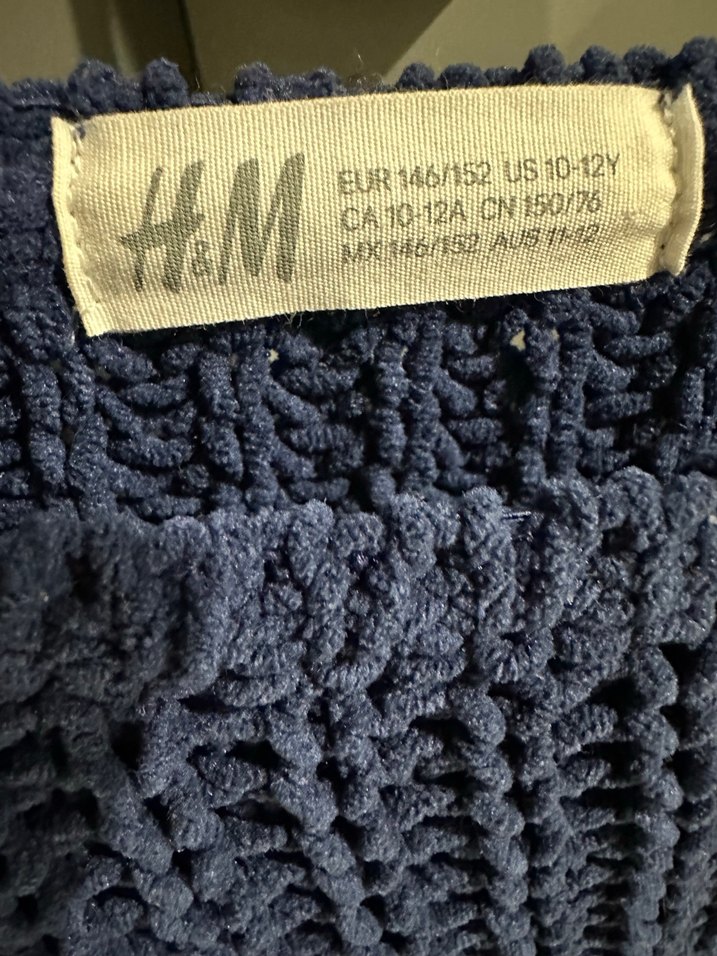 H&M
EUR 146/152 US 10-12Y
CA 10-12A CN 150/76
MX 146/152 AUS 11-12